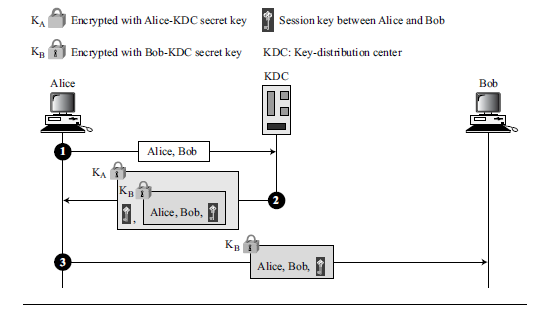 KA Encrypted with Alice-KDC secret key
Session key between Alice and Bob
KB Encrypted with Bob-KDC secret key
KDC: Key-distribution center
Alice
KDC
Bob
1
Alice, Bob
KA
KB
2
, Alice, Bob,
KB
3
Alice, Bob,